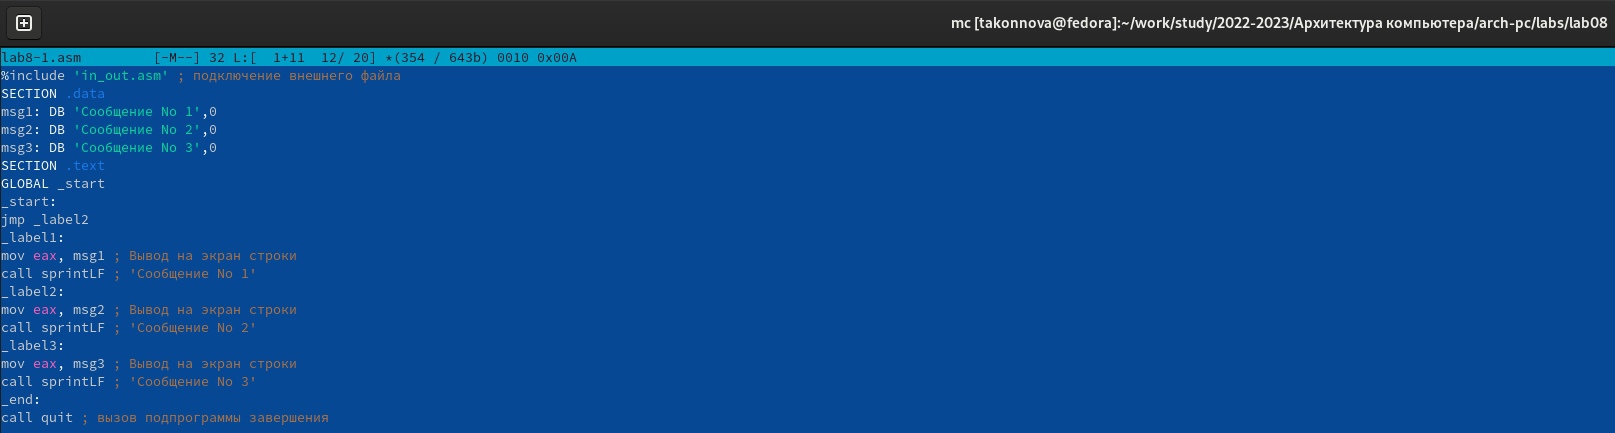 mc [takonnova@fedora]:~/work/study/2022-2023/Архитектура компьютера/arch-pc/labs/lab08
lab8-1.asm [-M--] 32 L:[ 1+11 12/ 20] *(354 / 643b) 0010 0x00A
%include 'in_out.asm' ; подключение внешнего файла
SECTION .data
msg1: DB 'Сообщение No 1',0
msg2: DB 'Сообщение No 2',0
msg3: DB 'Сообщение No 3',0
SECTION .text
GLOBAL _start
_start:
jmp _label2
_label1:
mov eax, msg1 ; Вывод на экран строки
call sprintLF ; 'Сообщение No 1'
_label2:
mov eax, msg2 ; Вывод на экран строки
call sprintLF ; 'Сообщение No 2'
_label3:
mov eax, msg3 ; Вывод на экран строки
call sprintLF ; 'Сообщение No 3'
_end:
call quit ; вызов подпрограммы завершения